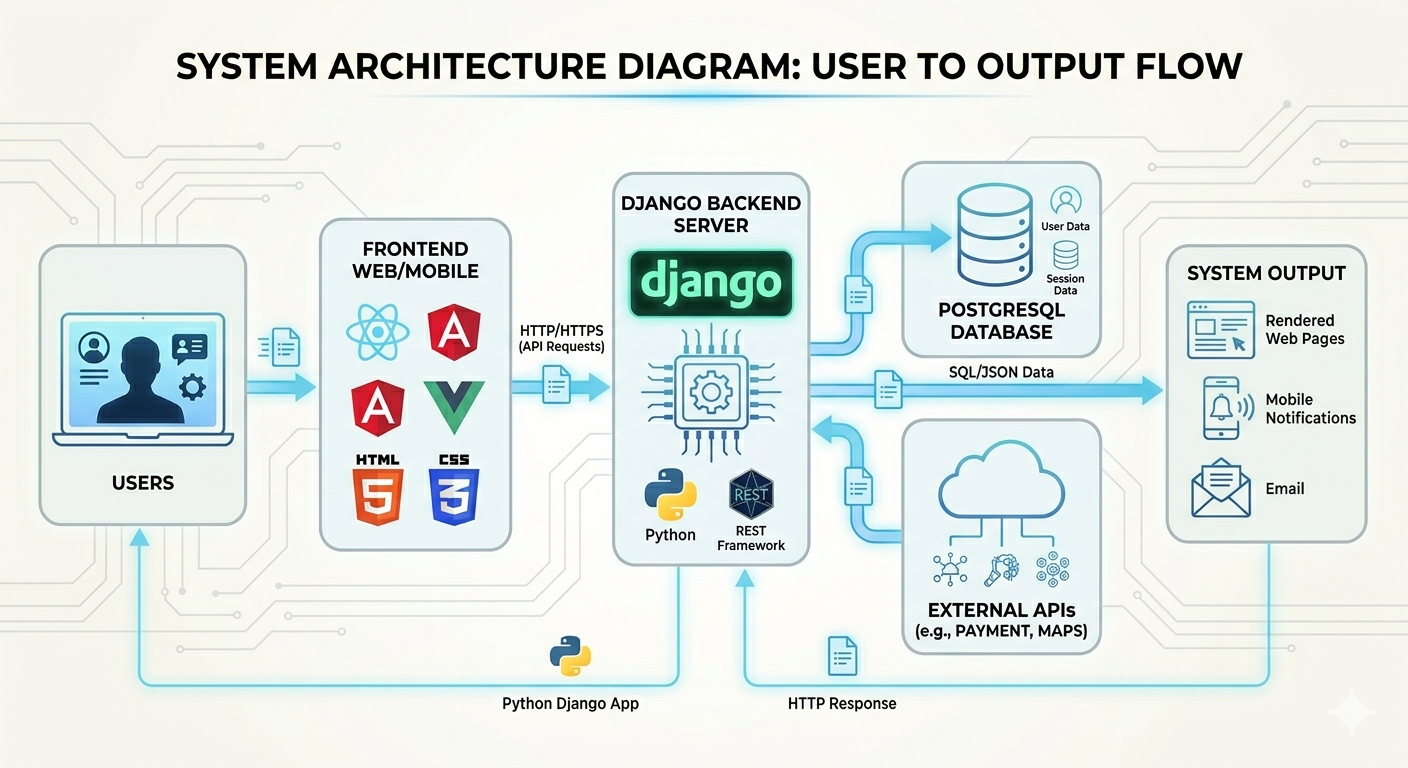 SYSTEM ARCHITECTURE DIAGRAM: USER TO OUTPUT FLOW
USERS
FRONTEND
WEB/MOBILE
HTML
CSS
5
3
HTTP/HTTPS
(API Requests)
DJANGO BACKEND
SERVER
django
Python
REST
REST
Framework
User Data
Session
Data
POSTGRESQL
DATABASE
SQL/JSON Data
EXTERNAL APIs
(e.g., PAYMENT, MAPS)
SYSTEM OUTPUT
Rendered
Web Pages
Mobile
Notifications
Email
Python Django App
HTTP Response